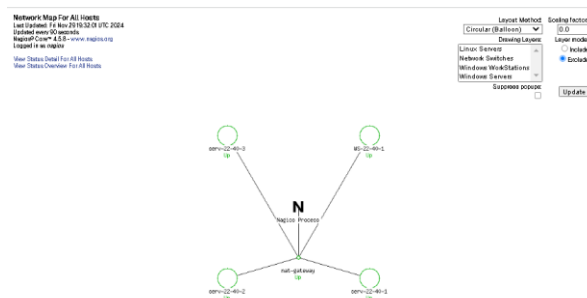 Network Map For All Hosts
Last Updated: Fri Nov 29 19:32:01 UTC 2024
Updated every 90 seconds
Nagios® Core™ 4.5.8 - www.nagios.org
Logged in as nagios
View Status Detail For All Hosts
View Status Overview For All Hosts
Layout Method: Scaling factor:
Circular (Balloon) 0.0
Drawing Layers: Layer mode:
Linux Servers Include
Network Switches Exclude
Windows WorkStations
Windows Servers
Suppress popups: Update
serv-22-40-3
Up
WS-22-40-1
Up
N
Nagios Process
nat-gateway
Up
serv-22-40-2
Up
serv-22-40-1
Up